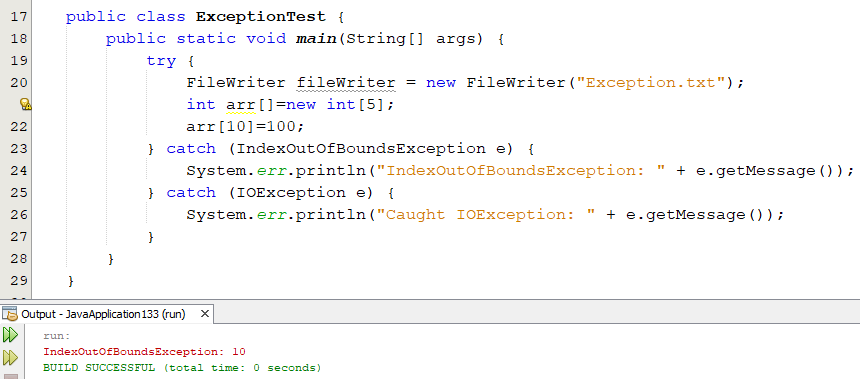 17 public class ExceptionTest {
18 public static void main(String[] args) {
19 try {
20 FileWriter fileWriter = new FileWriter("Exception.txt");
int arr[]=new int[5];
22 arr[10]=100;
23 } catch (IndexOutOfBoundsException e) {
24 System.err.println("IndexOutOfBoundsException: " + e.getMessage());
25 } catch (IOException e) {
26 System.err.println("Caught IOException: " + e.getMessage());
27 }
28 }
29 }
Output - JavaApplication133 (run)
run:
IndexOutOfBoundsException: 10
BUILD SUCCESSFUL (total time: 0 seconds)